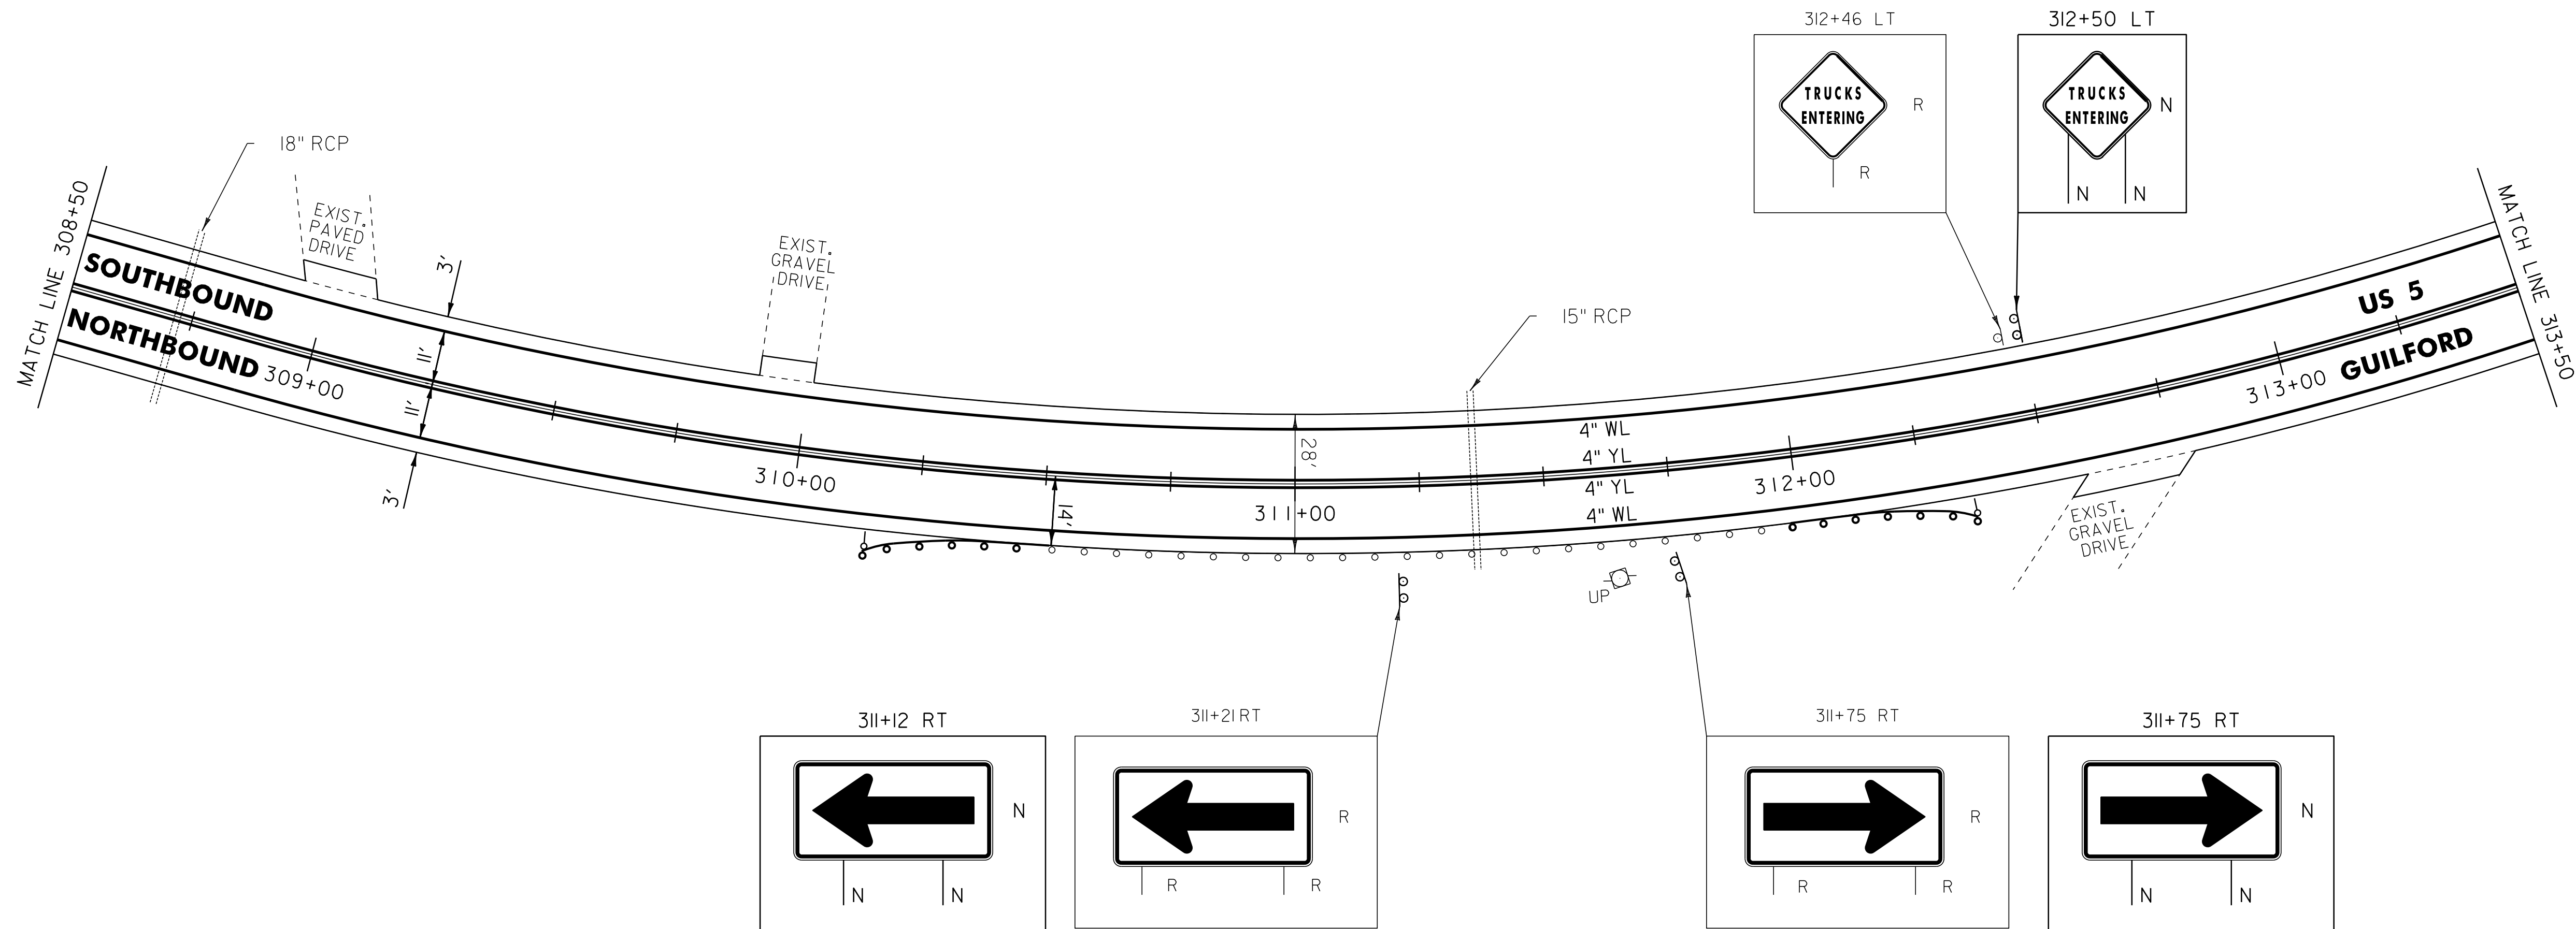 312+46 LT
312+50 LT
TRUCKS
ENTERING
R
R
TRUCKS
ENTERING
N
N
N
18" RCP
MATCH LINE 308+50
EXIST.
PAVED
DRIVE
3'
EXIST.
GRAVEL
DRIVE
MATCH LINE 313+50
SOUTHBOUND
NORTHBOUND
309+00
11'
11'
3'
15" RCP
US 5
GUILFORD
313+00
28'
4" WL
4" YL
4" YL
4" WL
310+00
14'
311+00
312+00
EXIST.
GRAVEL
DRIVE
UP
311+12 RT
N
N
N
311+21RT
R
R
R
311+75 RT
R
R
R
311+75 RT
N
N
N